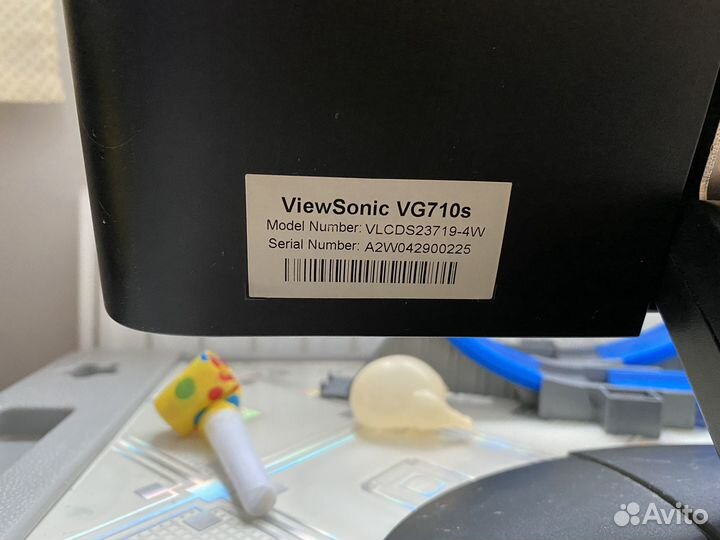 ViewSonic VG710s
Model Number: VLCDS23719-4W
Serial Number: A2W042900225
Avito